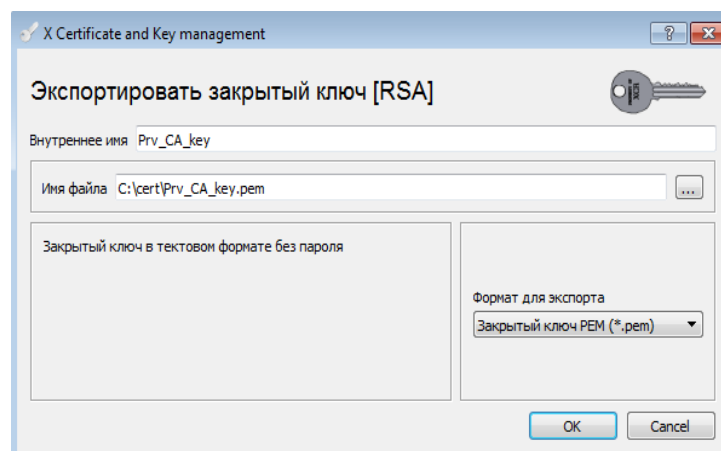 X Certificate and Key management
Экспортировать закрытый ключ [RSA]
Внутреннее имя Prv_CA_key
Имя файла C:\cert\Prv_CA_key.pem
...
Закрытый ключ в тектовом формате без пароля
Формат для экспорта
Закрытый ключ PEM (*.pem)
OK Cancel